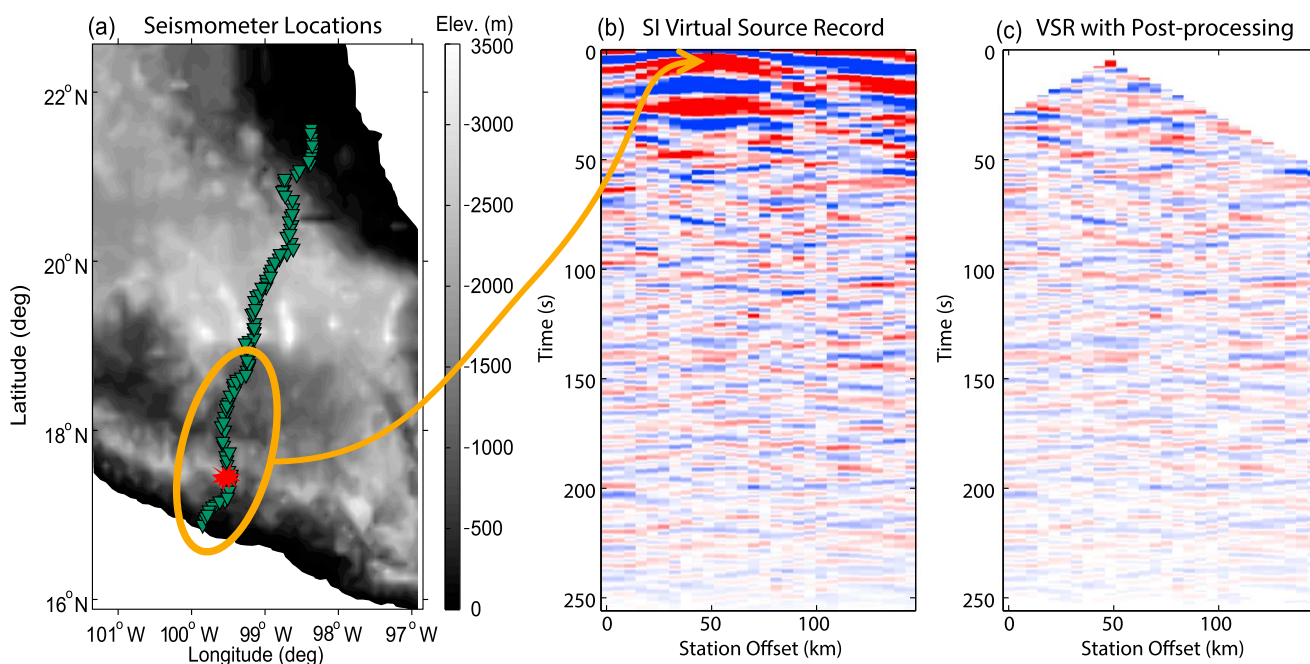 (a)
Seismometer Locations
Elev. (m)
3500
-3000
-2500
-2000
-1500
-1000
-500
0
22°N
20°N
18°N
16°N
Latitude (deg)
101° W
100° W
99° W
98° W
97° W
Longitude (deg)
(b)
SI Virtual Source Record
0
50
100
150
200
250
Time (s)
0
50
100
Station Offset (km)
(c)
VSR with Post-processing
0
50
100
150
200
250
Time (s)
0
50
100
Station Offset (km)